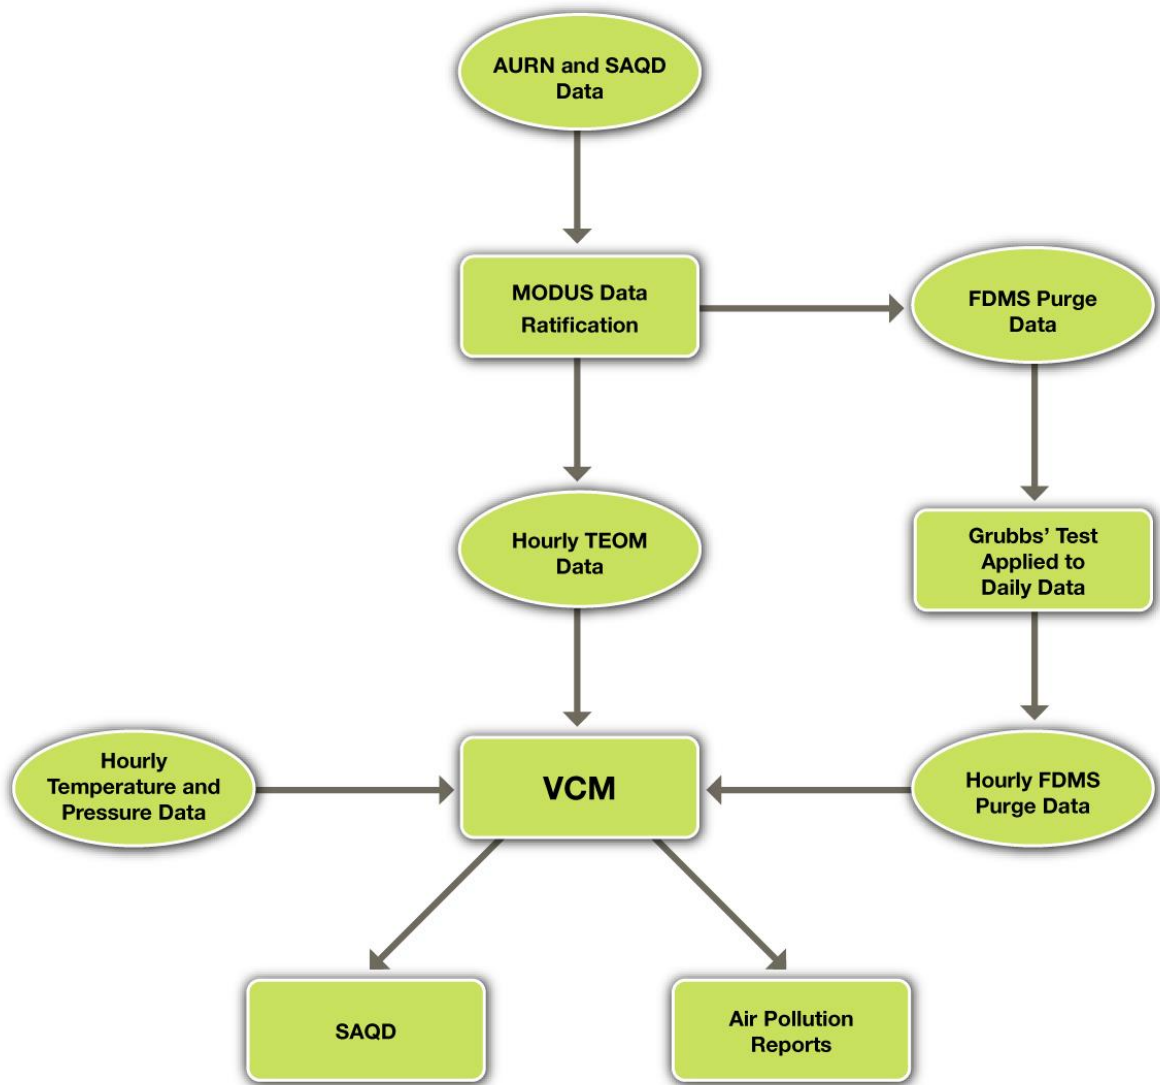 AURN and SAQD
Data
MODUS Data
Ratification
FDMS Purge
Data
Hourly TEOM
Data
Grubbs’ Test
Applied to
Daily Data
Hourly
Temperature and
Pressure Data
VCM
Hourly FDMS
Purge Data
SAQD
Air Pollution
Reports